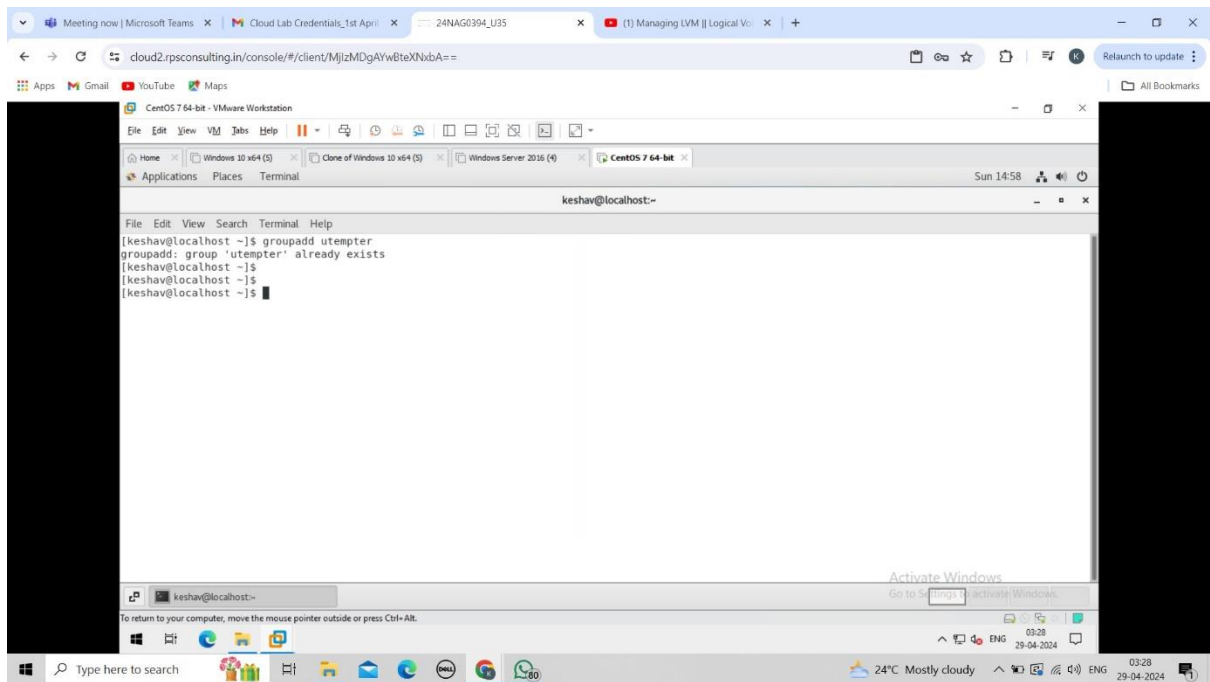 Meeting now | Microsoft Teams
Cloud Lab Credentials_1st April
24NAG0394_U35
(1) Managing LVM || Logical Vo
cloud2.rpsconsulting.in/console/#/client/MjIzMDgAYwBteXNxbA==
K
Relaunch to update
Apps
Gmail
YouTube
Maps
All Bookmarks
CentOS 7 64-bit - VMware Workstation
File Edit View VM Tabs Help
Home
Windows 10 x64 (5)
Clone of Windows 10 x64 (5)
Windows Server 2016 (4)
CentOS 7 64-bit
Applications Places Terminal
Sun 14:58
keshav@localhost:~
File Edit View Search Terminal Help
[keshav@localhost ~]$ groupadd utempter
groupadd: group 'utempter' already exists
[keshav@localhost ~]$
[keshav@localhost ~]$
[keshav@localhost ~]$
Activate Windows
Go to Settings to activate Windows.
keshav@localhost:~
To return to your computer, move the mouse pointer outside or press Ctrl+Alt.
ENG
03:28
29-04-2024
Type here to search
DELL
80
24°C Mostly cloudy
ENG
03:28
29-04-2024
1